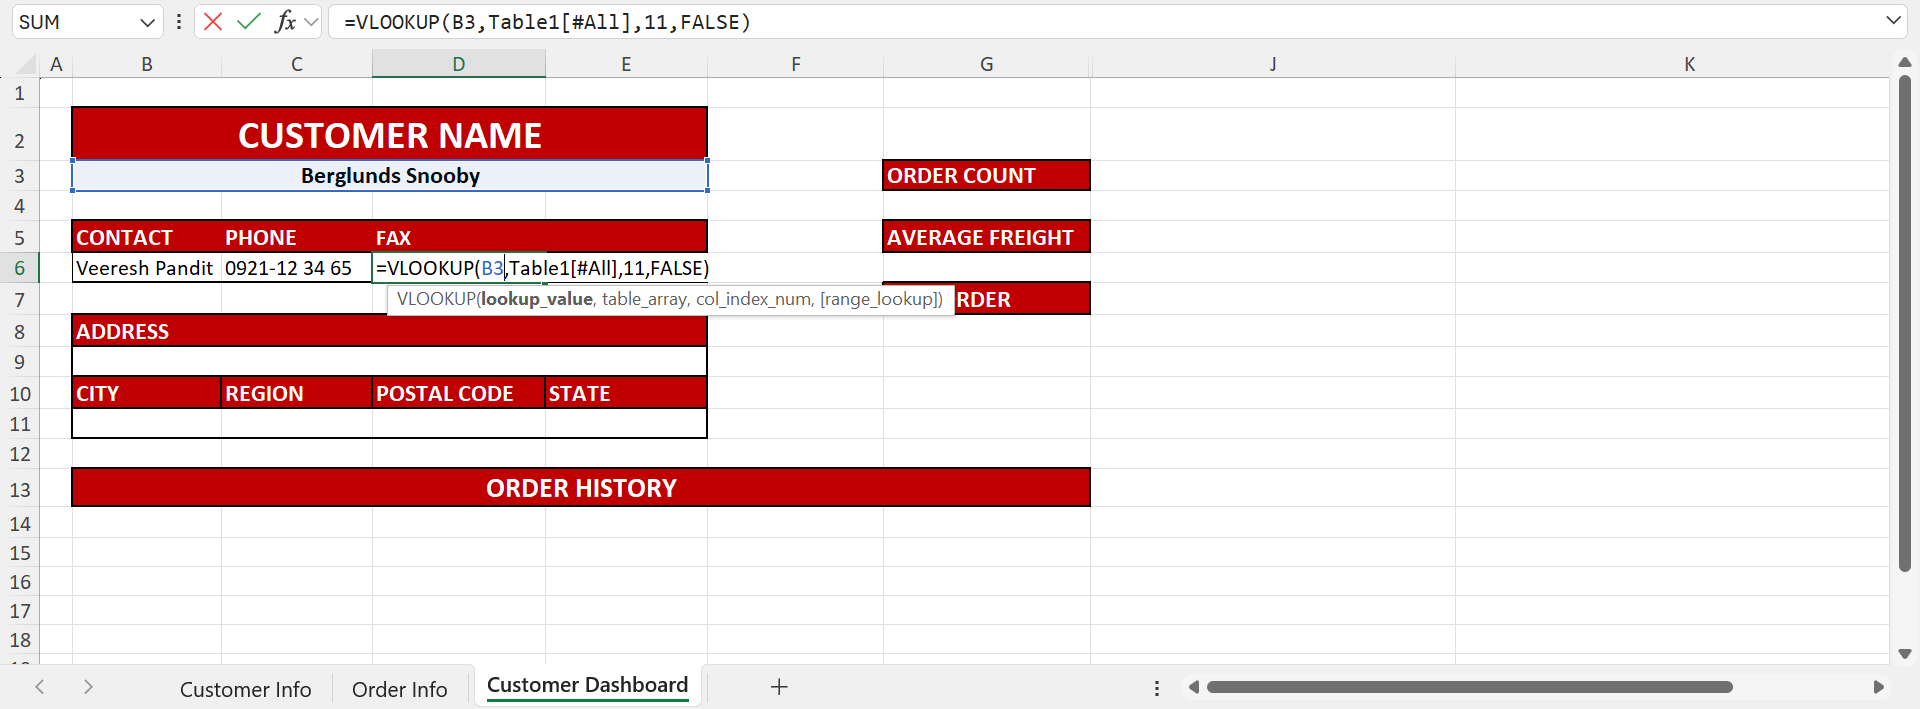 SUM fx =VLOOKUP(B3,Table1[#All],11,FALSE)
A B C D E F G J K
1
2 CUSTOMER NAME
3 Berglunds Snooby ORDER COUNT
4
5 CONTACT PHONE FAX AVERAGE FREIGHT
6 Veeresh Pandit 0921-12 34 65 =VLOOKUP(B3,Table1[#All],11,FALSE)
7 VLOOKUP(lookup_value, table_array, col_index_num, [range_lookup]) RDER
8 ADDRESS
9
10 CITY REGION POSTAL CODE STATE
11
12
13 ORDER HISTORY
14
15
16
17
18
Customer Info Order Info Customer Dashboard